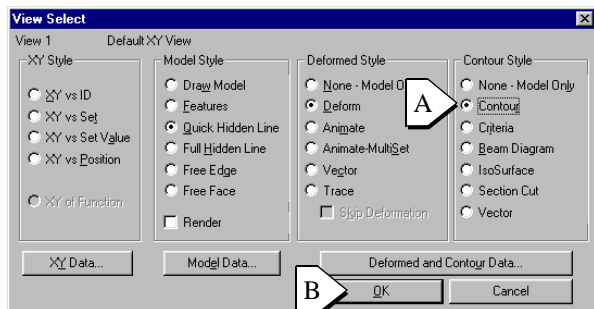 View Select
View 1 Default XY View
XY Style
XY vs ID
XY vs Set
XY vs Set Value
XY vs Position
XY of Function
Model Style
Draw Model
Features
Quick Hidden Line
Full Hidden Line
Free Edge
Free Face
Render
Deformed Style
None - Model O
Deform
Animate
Animate-MultiSet
Vector
Trace
Skip Deformation
Contour Style
None - Model Only
Contour
Criteria
Beam Diagram
IsoSurface
Section Cut
Vector
A
XY Data...
Model Data...
Deformed and Contour Data...
B
OK
Cancel